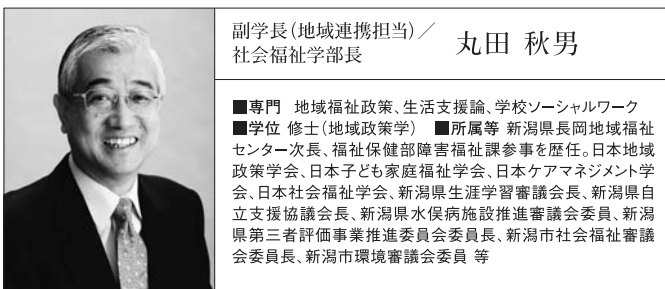 副学長(地域連携担当)/
社会福祉学部長
丸田 秋男
■専門 地域福祉政策、生活支援論、学校ソーシャルワーク
■学位 修士(地域政策学) ■所属等 新潟県長岡地域福祉
センター次長、福祉保健部障害福祉課参事を歴任。日本地域
政策学会、日本子ども家庭福祉学会、日本ケアマネジメント学
会、日本社会福祉学会、新潟県生涯学習審議会長、新潟県自
立支援協議会長、新潟県水俣病施設推進審議会委員、新潟
県第三者評価事業推進委員会委員長、新潟市社会福祉審議
会委員長、新潟市環境審議会委員 等